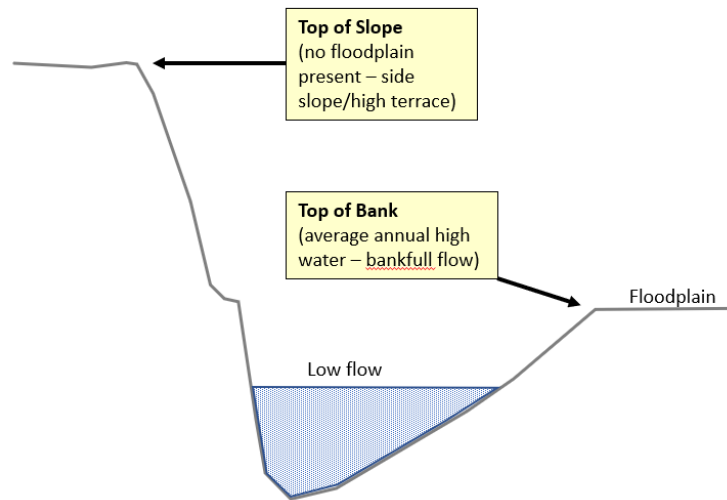 Top of Slope
(no floodplain
present – side
slope/high terrace)
Top of Bank
(average annual high
water – bankfull flow)
Floodplain
Low flow